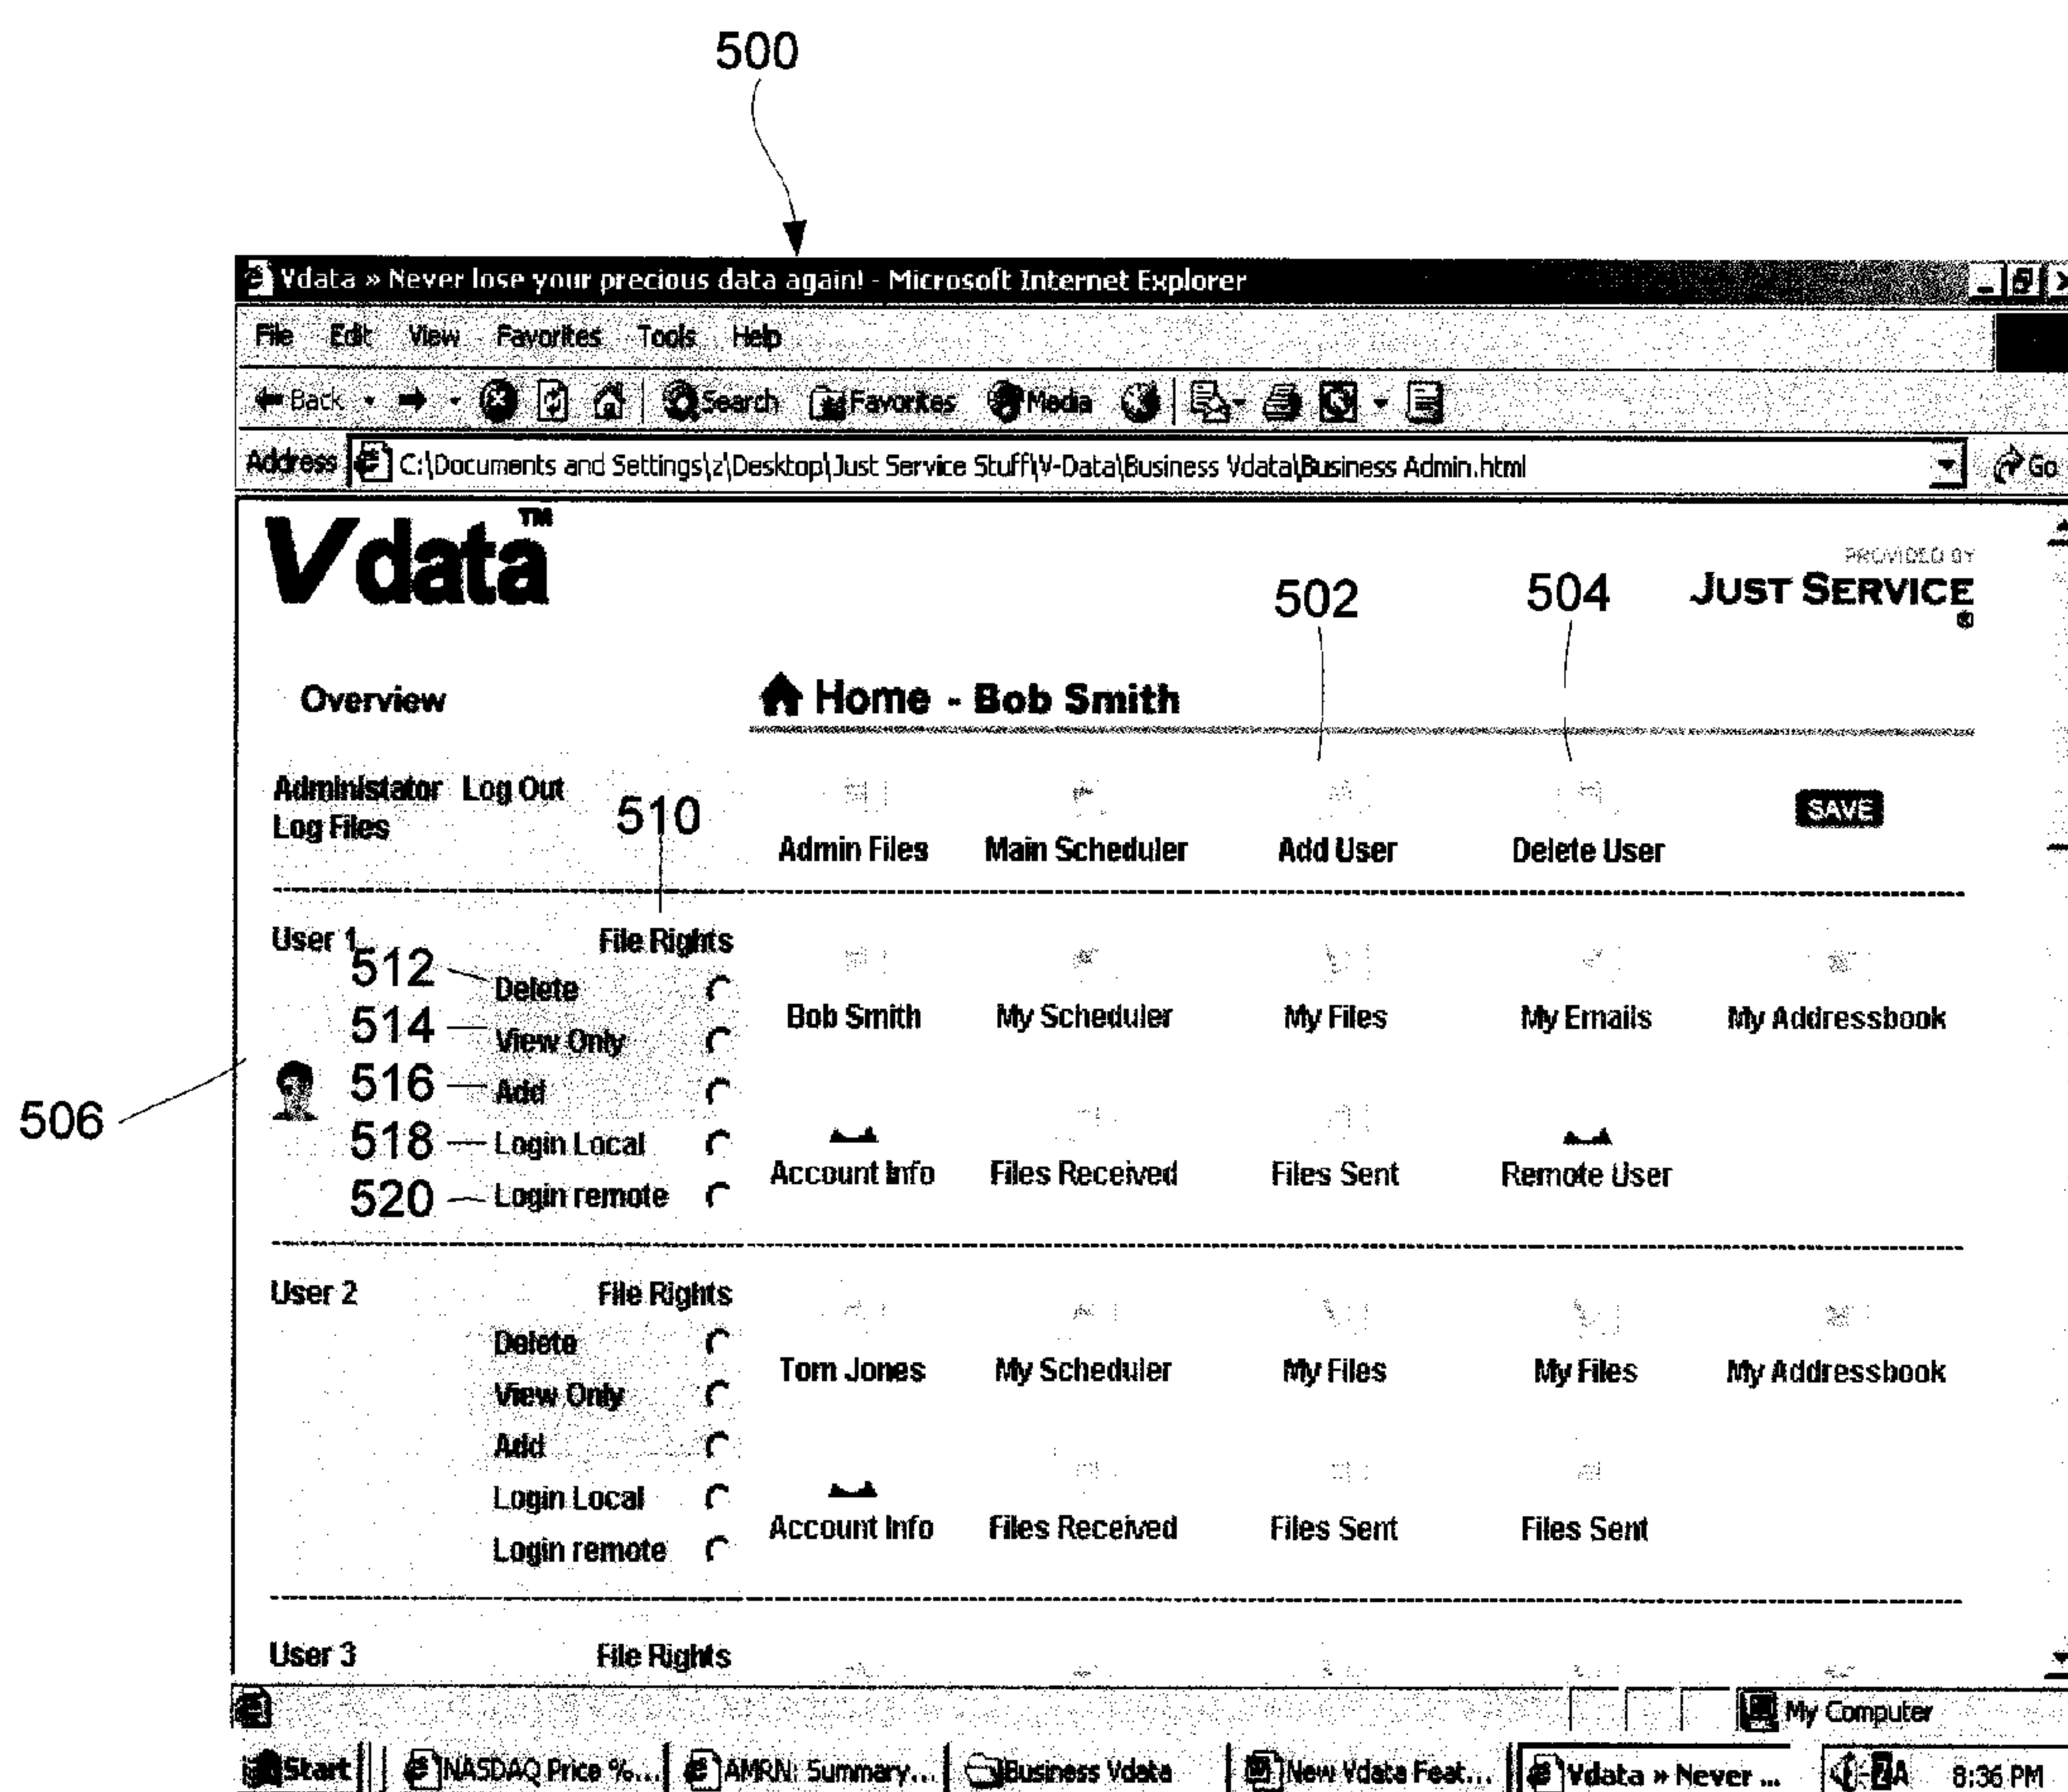 500
Vdata » Never lose your precious data again! - Microsoft Internet Explorer
File Edit View Favorites Tools Help
Back Search Favorites Media
Address C:\Documents and Settings\z\Desktop\Just Service Stuff\V-Data\Business Vdata\Business Admin.html Go
Vdata™
PROVIDED BY
JUST SERVICE
®
502 504
Overview Home - Bob Smith
Administator Log Out
Log Files
510
SAVE
Admin Files Main Scheduler Add User Delete User
User 1 File Rights
512 Delete
514 View Only
516 Add
518 Login Local
520 Login remote
506
Bob Smith My Scheduler My Files My Emails My Addressbook
Account Info Files Received Files Sent Remote User
User 2 File Rights
Delete
View Only
Add
Login Local
Login remote
Tom Jones My Scheduler My Files My Files My Addressbook
Account Info Files Received Files Sent Files Sent
User 3 File Rights
My Computer
Start NASDAQ Price %... AMRN: Summary... Business Vdata New Vdata Feat... Vdata » Never ... 8:36 PM